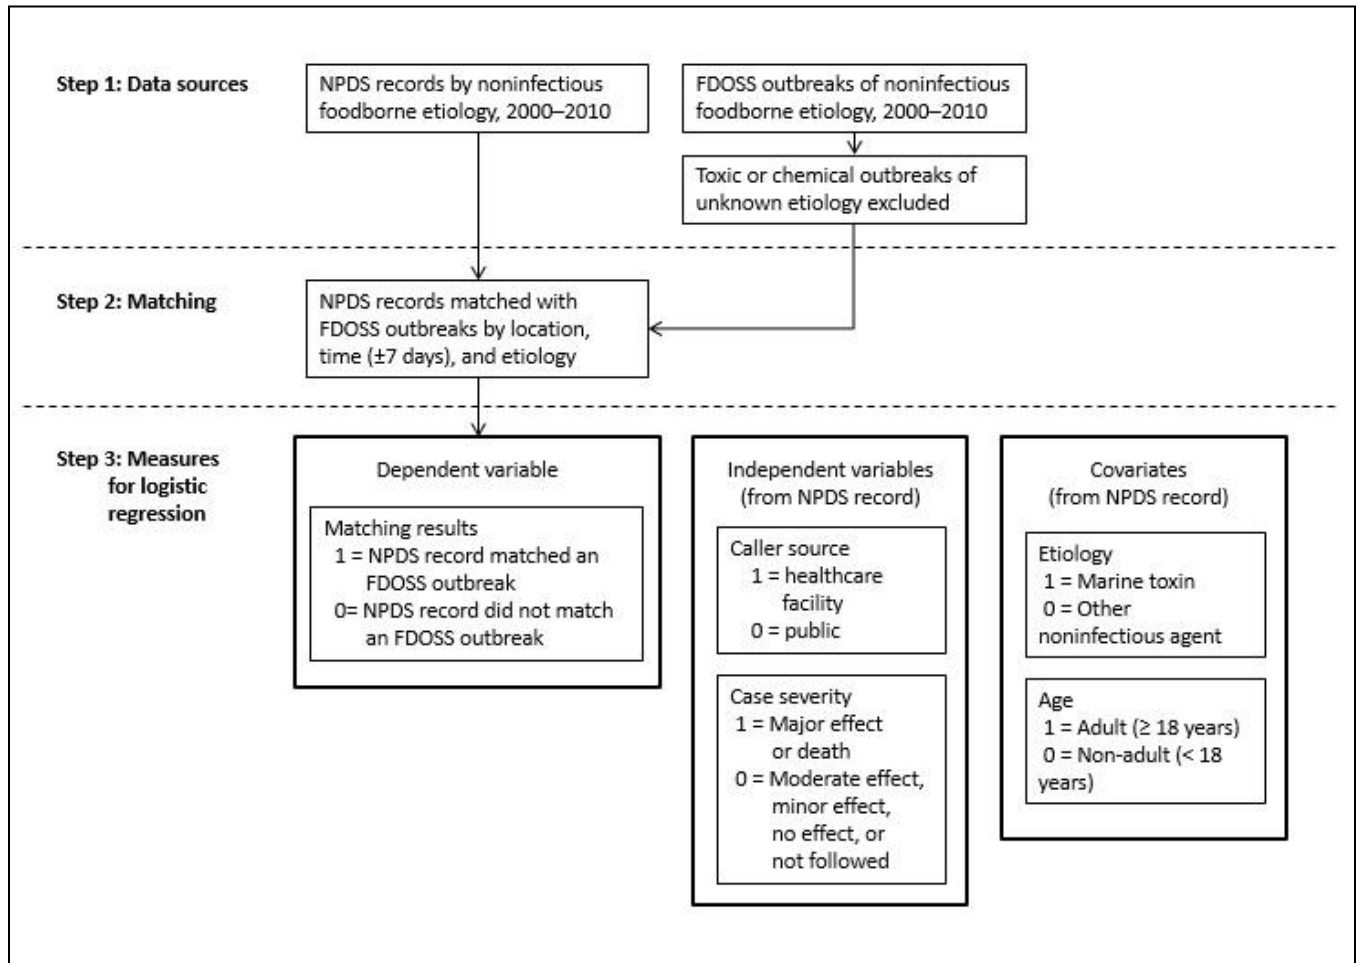 Step 1: Data sources
NPDS records by noninfectious
foodborne etiology, 2000–2010
FDOSS outbreaks of noninfectious
foodborne etiology, 2000–2010
Toxic or chemical outbreaks of
unknown etiology excluded
Step 2: Matching
NPDS records matched with
FDOSS outbreaks by location,
time (±7 days), and etiology
Step 3: Measures
for logistic
regression
Dependent variable
Matching results
1 = NPDS record matched an
FDOSS outbreak
0= NPDS record did not match
an FDOSS outbreak
Independent variables
(from NPDS record)
Caller source
1 = healthcare
facility
0 = public
Case severity
1 = Major effect
or death
0 = Moderate effect,
minor effect,
no effect, or
not followed
Covariates
(from NPDS record)
Etiology
1 = Marine toxin
0 = Other
noninfectious agent
Age
1 = Adult (≥ 18 years)
0 = Non-adult (< 18
years)